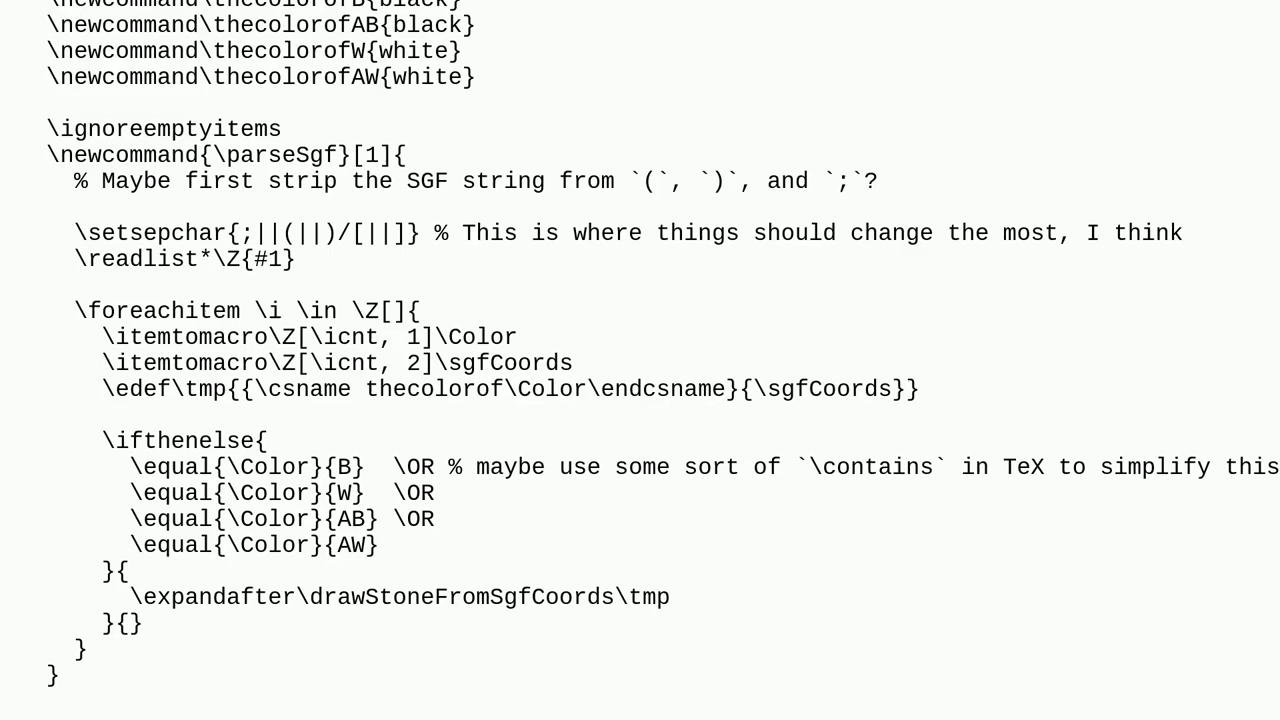 \newcommand\thecolorofB{black}
\newcommand\thecolorofAB{black}
\newcommand\thecolorofW{white}
\newcommand\thecolorofAW{white}
\ignoreemptyitems
\newcommand{\parseSgf}[1]{
% Maybe first strip the SGF string from `(`, `)`, and `;`?
\setsepchar{;||(||)/[||]} % This is where things should change the most, I think
\readlist*\Z{#1}
\foreachitem \i \in \Z[]{
\itemtomacro\Z[\icnt, 1]\Color
\itemtomacro\Z[\icnt, 2]\sgfCoords
\edef\tmp{{\csname thecolorof\Color\endcsname}{\sgfCoords}}
\ifthenelse{
\equal{\Color}{B}  \OR % maybe use some sort of `\contains` in TeX to simplify this
\equal{\Color}{W}  \OR
\equal{\Color}{AB} \OR
\equal{\Color}{AW}
}{
\expandafter\drawStoneFromSgfCoords\tmp
}{}
}
}